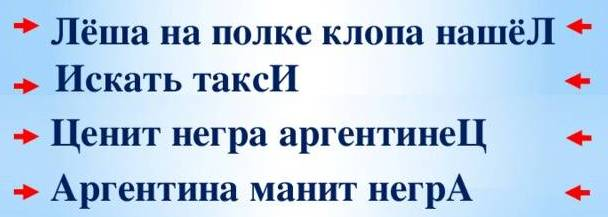 Лёша на полке клопа нашёЛ
Искать таксИ
Ценит негра аргентинеЦ
Аргентина манит негрА